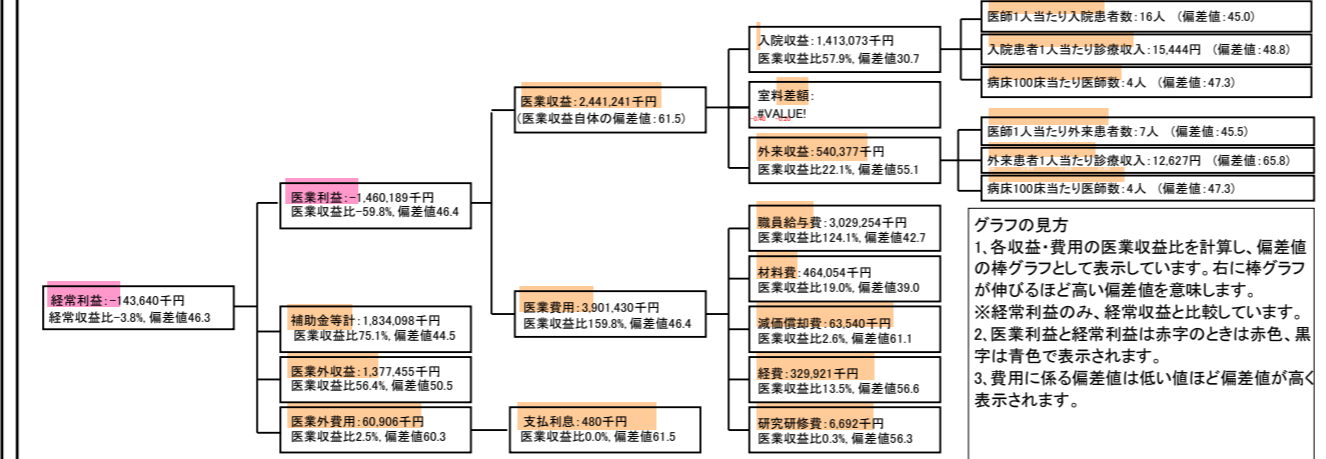 経常利益:-143,640千円
経常収支比-3.8%, 偏差値46.3
医業利益:-1,460,189千円
医業収益比-59.8%, 偏差値46.4
補助金等計:1,834,098千円
医業収益比75.1%, 偏差値44.5
医業外収益:1,377,455千円
医業収益比56.4%, 偏差値50.5
医業外費用:60,906千円
医業収益比2.5%, 偏差値60.3
医業収益:2,441,241千円
(医業収益自体の偏差値:61.5)
医業費用:3,901,430千円
医業収益比159.8%, 偏差値46.4
支払利息:480千円
医業収益比0.0%, 偏差値61.5
入院収益:1,413,073千円
医業収益比57.9%, 偏差値30.7
室料差額:
#VALUE!
外来収益:540,377千円
医業収益比22.1%, 偏差値55.1
職員給与費:3,029,254千円
医業収益比124.1%, 偏差値42.7
材料費:464,054千円
医業収益比19.0%, 偏差値39.0
減価償却費:63,540千円
医業収益比2.6%, 偏差値61.1
経費:329,921千円
医業収益比13.5%, 偏差値56.6
研究研修費:6,692千円
医業収益比0.3%, 偏差値56.3
医師1人当たり入院患者数:16人 (偏差値:45.0)
入院患者1人当たり診療収入:15,444円 (偏差値:48.8)
病床100床当たり医師数:4人 (偏差値:47.3)
医師1人当たり外来患者数:7人 (偏差値:45.5)
外来患者1人当たり診療収入:12,627円 (偏差値:65.8)
病床100床当たり医師数:4人 (偏差値:47.3)
グラフの見方
1、各収益・費用の医業収益比を計算し、偏差値
の棒グラフとして表示しています。右に棒グラフ
が伸びるほど高い偏差値を意味します。
※経常利益のみ、経常収益と比較しています。
2、医業利益と経常利益は赤字のときは赤色、黒
字は青色で表示されます。
3、費用に係る偏差値は低い値ほど偏差値が高く
表示されます。